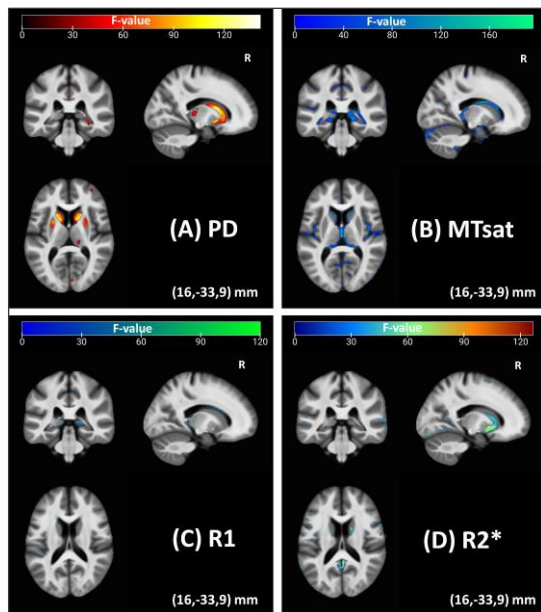 F-value
0 30 60 90 120
R
(A) PD
(16,-33,9) mm
F-value
0 40 80 120 160
R
(B) MTsat
(16,-33,9) mm
F-value
0 30 60 90 120
R
(C) R1
(16,-33,9) mm
F-value
0 30 60 90 120
R
(D) R2*
(16,-33,9) mm